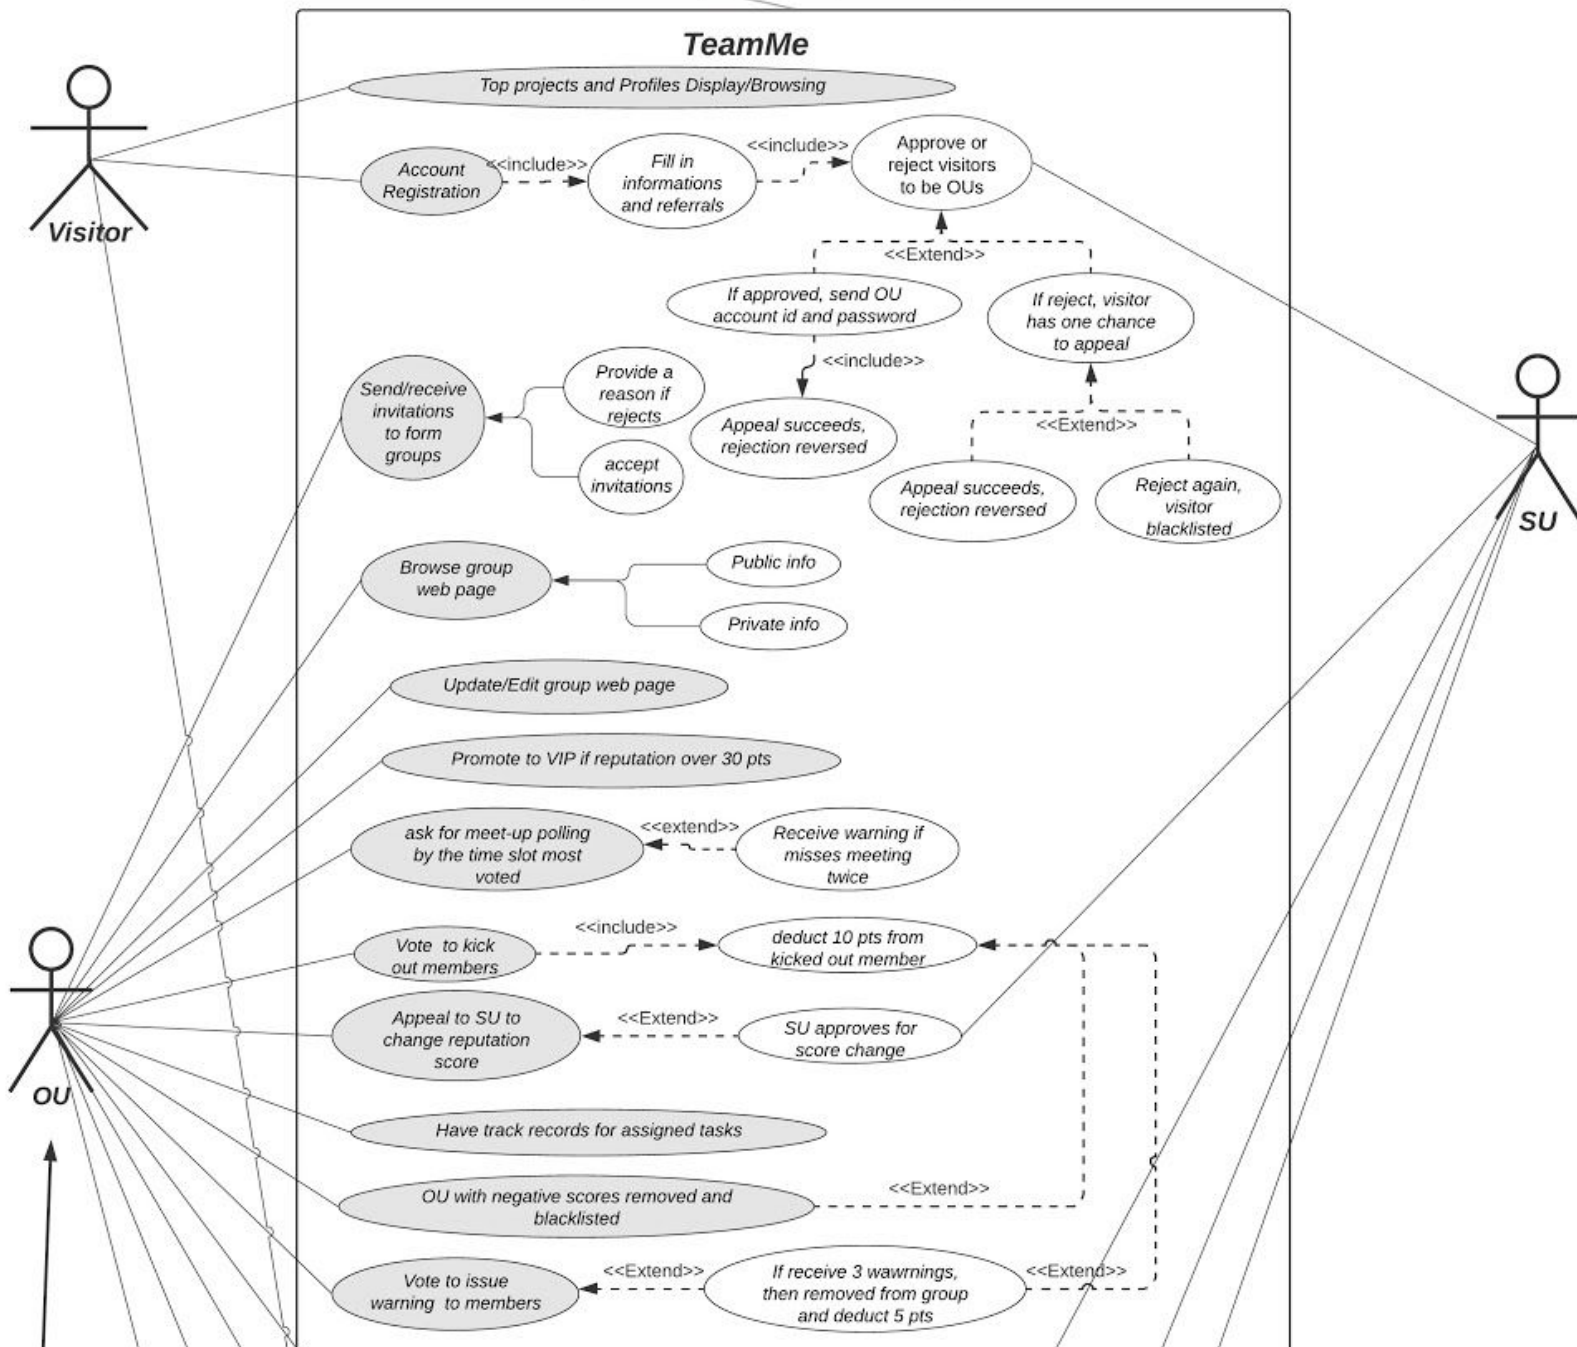 TeamMe
Top projects and Profiles Display/Browsing
Visitor
Account
Registration
<<include>>
Fill in
informations
and referrals
<<include>>
Approve or
reject visitors
to be OUs
<<Extend>>
If approved, send OU
account id and password
If reject, visitor
has one chance
to appeal
<<include>>
Appeal succeeds,
rejection reversed
<<Extend>>
Appeal succeeds,
rejection reversed
Reject again,
visitor
blacklisted
SU
Send/receive
invitations
to form
groups
Provide a
reason if
rejects
accept
invitations
Browse group
web page
Public info
Private info
Update/Edit group web page
Promote to VIP if reputation over 30 pts
ask for meet-up polling
by the time slot most
voted
<<extend>>
Receive warning if
misses meeting
twice
Vote to kick
out members
<<include>>
deduct 10 pts from
kicked out member
OU
Appeal to SU to
change reputation
score
<<Extend>>
SU approves for
score change
Have track records for assigned tasks
OU with negative scores removed and
blacklisted
<<Extend>>
Vote to issue
warning to members
<<Extend>>
If receive 3 wawrnings,
then removed from group
and deduct 5 pts
<<Extend>>